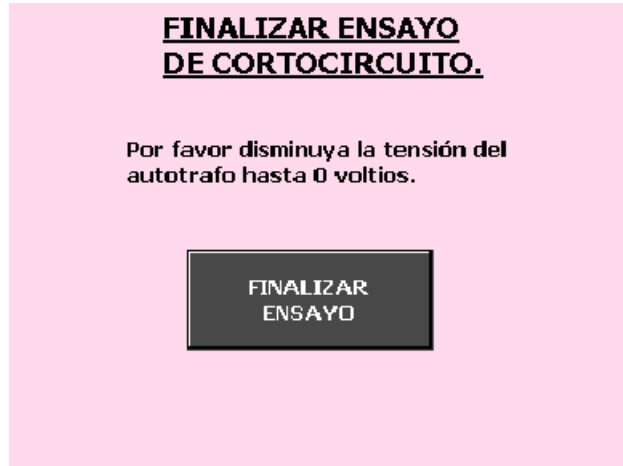 FINALIZAR ENSAYO
DE CORTOCIRCUITO.
Por favor disminuya la tensión del
autotrafo hasta 0 voltios.
FINALIZAR
ENSAYO